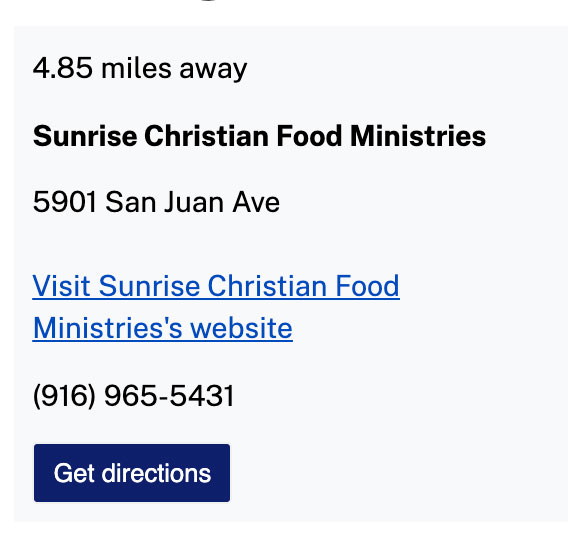 4.85 miles away
Sunrise Christian Food Ministries
5901 San Juan Ave
Visit Sunrise Christian Food
Ministries's website
(916) 965-5431
Get directions